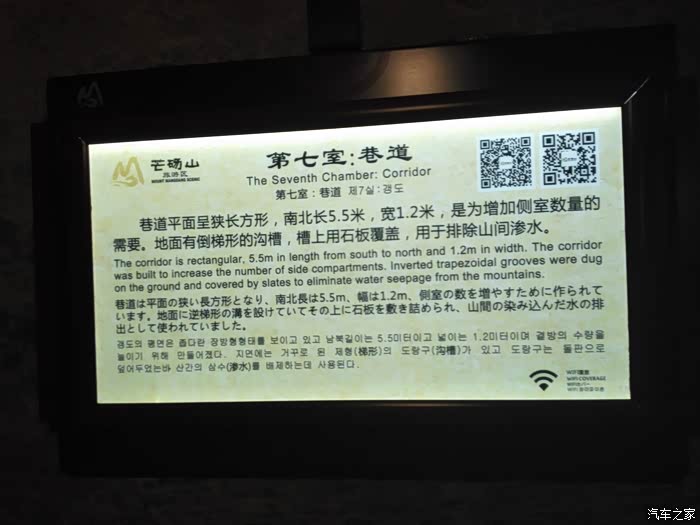 芒砀山
旅游区
MOUNT MANGDANG SCENIC
第七室:巷道
The Seventh Chamber: Corridor
第七室：巷道 제7실:갱도
巷道平面呈狭长方形，南北长5.5米，宽1.2米，是为增加侧室数量的
需要。地面有倒梯形的沟槽，槽上用石板覆盖，用于排除山间渗水。
The corridor is rectangular, 5.5m in length from south to north and 1.2m in width. The corridor
was built to increase the number of side compartments. Inverted trapezoidal grooves were dug
on the ground and covered by slates to eliminate water seepage from the mountains.
巷道は平面の狭い長方形となり、南北長は5.5m、幅は1.2m、側室の数を増やすために作られて
います。地面に逆梯形の溝を設けていてその上に石板を敷き詰められ、山間の染み込んだ水の排
出として使われていました。
갱도의 평면은 좁다란 장방형형태를 보이고 있고 남북길이는 5.5미터이고 넓이는 1.2미터이며 곁방의 수량을
늘이기 위해 만들어졌다. 지면에는 거꾸로 된 제형(梯形)의 도랑구(沟槽)가 있고 도랑구는 돌판으로
덮어두었는바 산간의 삼수(渗水)를 배제하는데 사용된다.
WIFI覆盖
WIFI COVERAGE
汽车之家